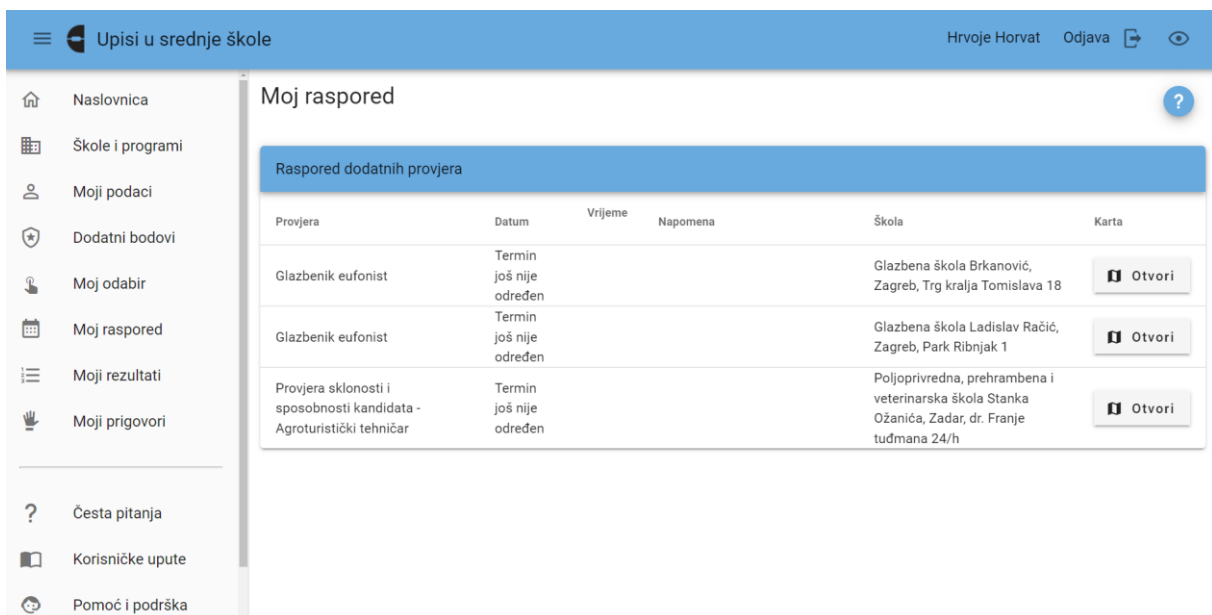 Upisi u srednje škole
Hrvoje Horvat
Odjava
Naslovnica
Škole i programi
Moji podaci
Dodatni bodovi
Moj odabir
Moj raspored
Moji rezultati
Moji prigovori
Česta pitanja
Korisničke upute
Pomoć i podrška
Moj raspored
?
Raspored dodatnih provjera
Provjera Datum Vrijeme Napomena Škola Karta
Glazbenik eufonist
Termin
još nije
određen
Glazbena škola Brkanović,
Zagreb, Trg kralja Tomislava 18
Otvori
Glazbenik eufonist
Termin
još nije
određen
Glazbena škola Ladislav Račić,
Zagreb, Park Ribnjak 1
Otvori
Provjera sklonosti i
sposobnosti kandidata -
Agroturistički tehničar
Termin
još nije
određen
Poljoprivredna, prehrambena i
veterinarska škola Stanka
Ožanića, Zadar, dr. Franje
tuđmana 24/h
Otvori